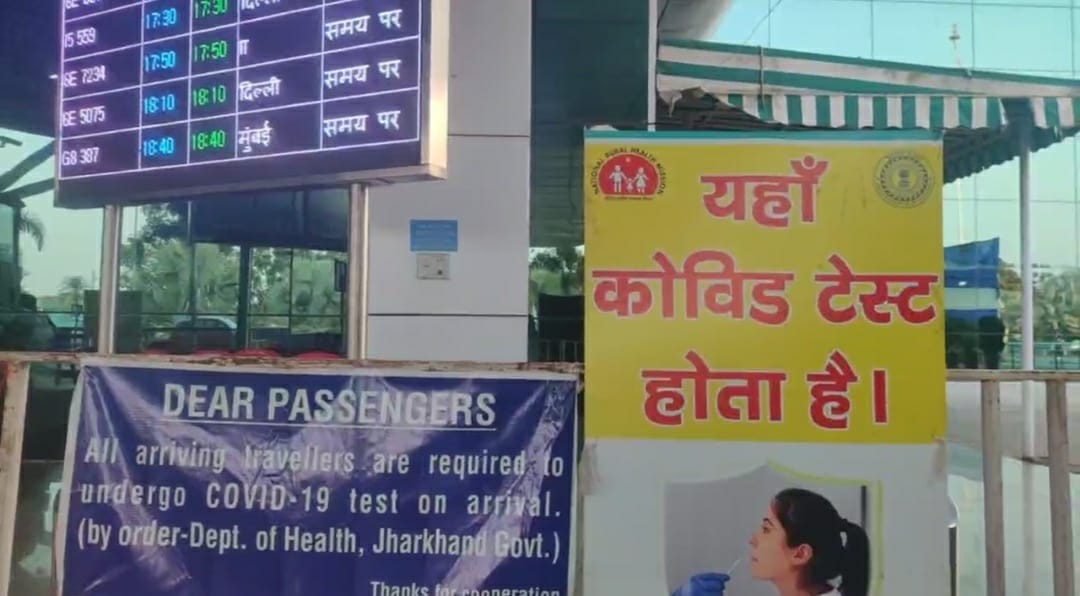 I5 559 17:30 17:30 समय पर
6E 7234 17:50 17:50 समय पर
6E 5075 18:10 18:10 दिल्ली समय पर
G8 387 18:40 18:40 मुंबई समय पर
NATIONAL RURAL HEALTH MISSION
यहाँ
कोविड टेस्ट
होता है।
DEAR PASSENGERS
All arriving travellers are required to
undergo COVID-19 test on arrival.
(by order-Dept. of Health, Jharkhand Govt.)
Thanks for cooperation